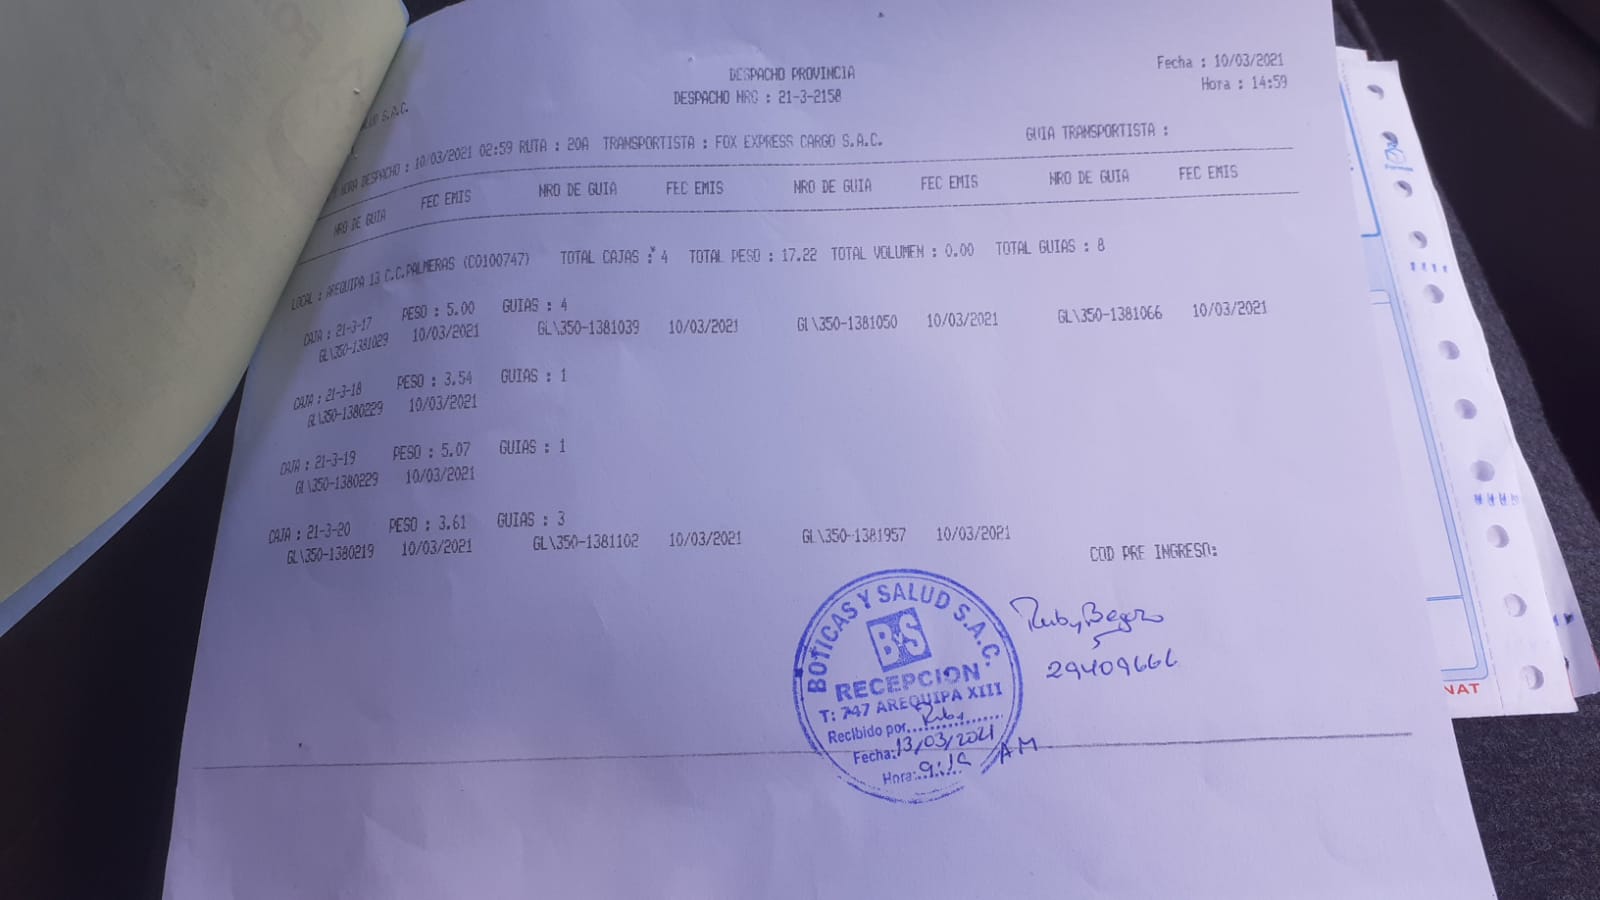 DESPACHO PROVINCIA
DESPACHO NRO : 21-3-2158
Fecha : 10/03/2021
Hora : 14:59
S.A.C.
HORA DESPACHO : 10/03/2021 02:59 RUTA : 20A TRANSPORTISTA : FOX EXPRESS CARGO S.A.C. GUIA TRANSPORTISTA :
NRO DE GUIA FEC EMIS NRO DE GUIA FEC EMIS NRO DE GUIA FEC EMIS NRO DE GUIA FEC EMIS
LOCAL : AREQUIPA 13 C.C.PALMERAS (C0100747) TOTAL CAJAS : 4 TOTAL PESO : 17.22 TOTAL VOLUMEN : 0.00 TOTAL GUIAS : 8
CAJA : 21-3-17 PESO : 5.00 GUIAS : 4
GL\350-1381029 10/03/2021 GL\350-1381039 10/03/2021 GL\350-1381050 10/03/2021 GL\350-1381066 10/03/2021
CAJA : 21-3-18 PESO : 3.54 GUIAS : 1
GL\350-1380229 10/03/2021
CAJA : 21-3-19 PESO : 5.07 GUIAS : 1
GL\350-1380229 10/03/2021
CAJA : 21-3-20 PESO : 3.61 GUIAS : 3
GL\350-1380219 10/03/2021 GL\350-1381102 10/03/2021 GL\350-1381957 10/03/2021
COD PRE INGRESO:
BOTICAS Y SALUD S.A.C.
ByS
RECEPCION
T: 747 AREQUIPA XIII
Recibido por Ruby
Fecha: 13/03/2021
Hora: 9:15 AM
Ruby
29409666
NAT